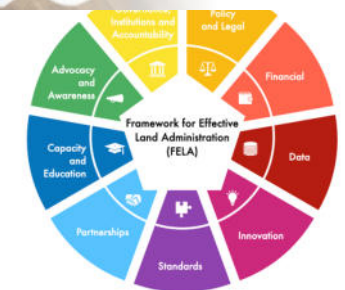 Institutions and
Accountability
Policy
and Legal
Advocacy
and
Awareness
Financial
Framework for Effective
Land Administration
(FELA)
Capacity
and
Education
Data
Partnerships
Innovation
Standards